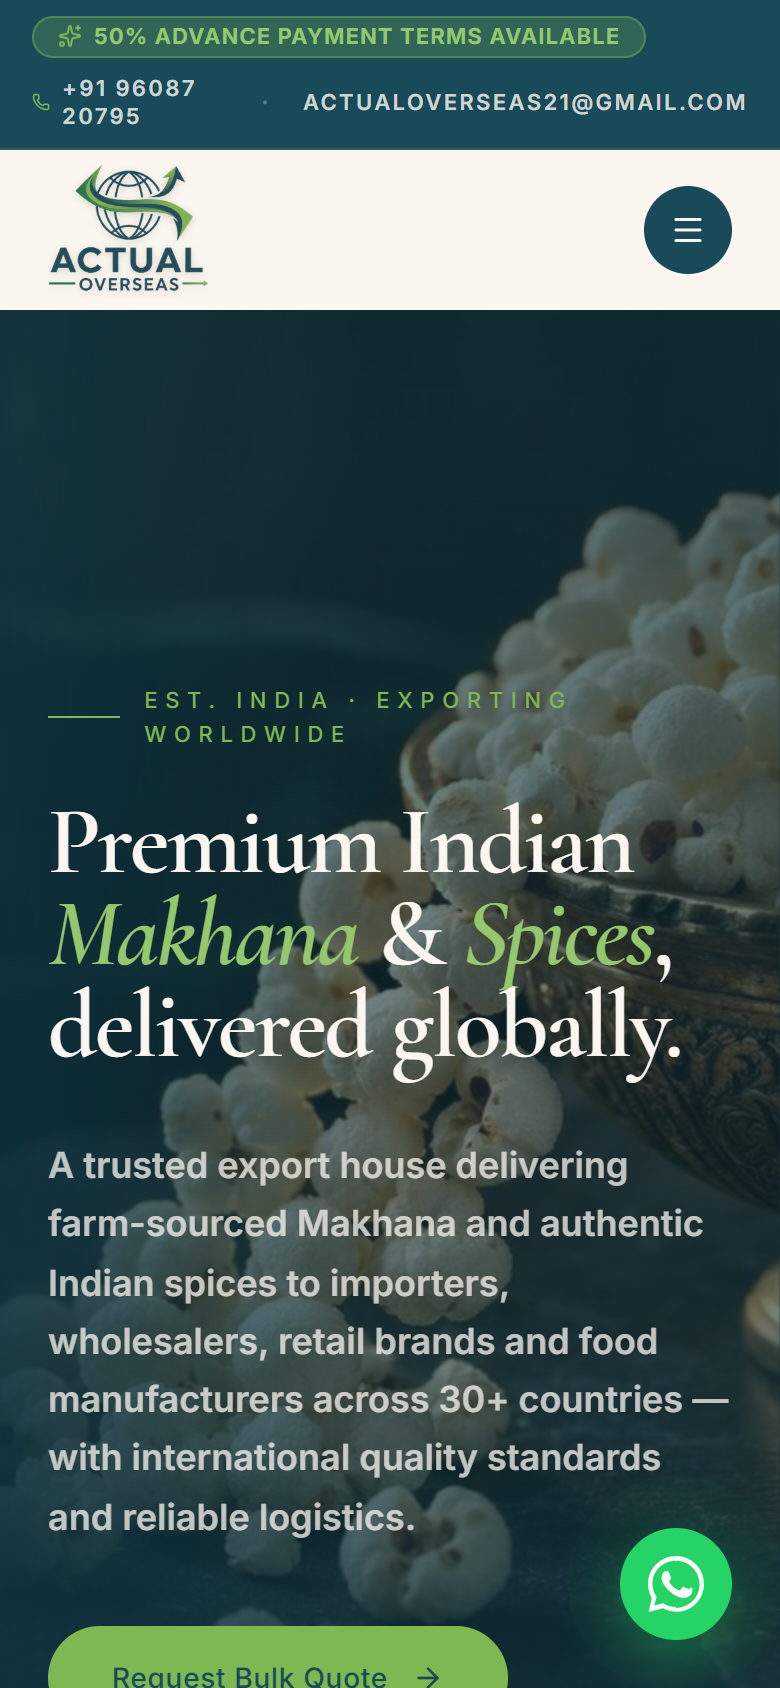 50% ADVANCE PAYMENT TERMS AVAILABLE
+91 96087
20795
·
ACTUALOVERSEAS21@GMAIL.COM
ACTUAL
OVERSEAS
EST. INDIA · EXPORTING
WORLDWIDE
Premium Indian
Makhana & Spices,
delivered globally.
A trusted export house delivering
farm-sourced Makhana and authentic
Indian spices to importers,
wholesalers, retail brands and food
manufacturers across 30+ countries —
with international quality standards
and reliable logistics.
Request Bulk Quote →